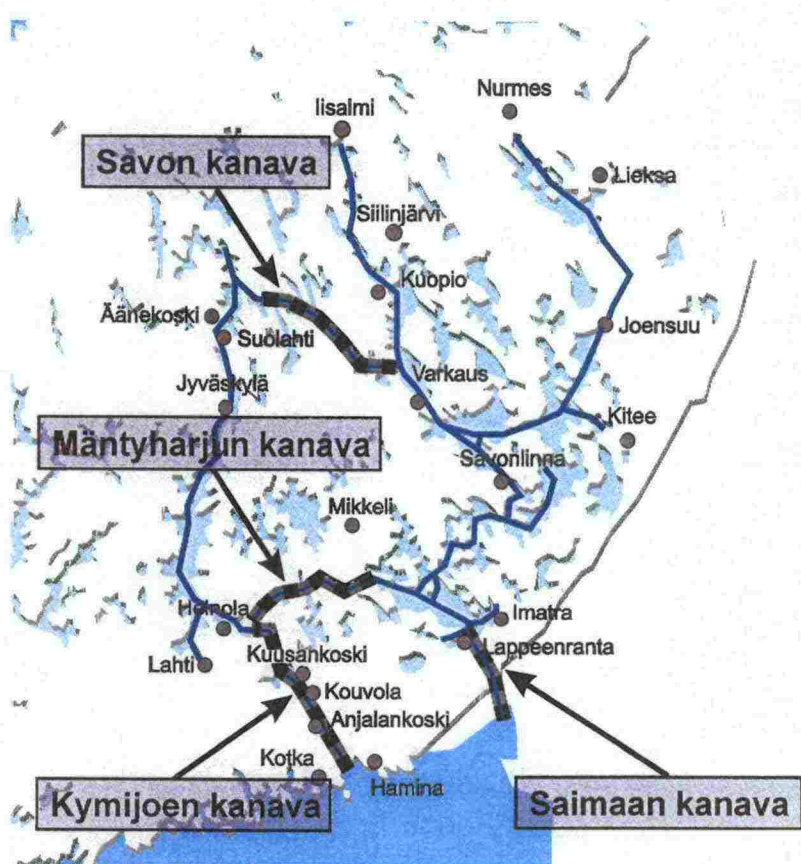 Nurmes
Iisalmi
Savon kanava
Lieksa
Siilinjärvi
Kuopio
Äänekoski
Suolahti
Joensuu
Jyväskylä
Varkaus
Kitee
Mäntyharjun kanava
Savonlinna
Mikkeli
Heinola
Imatra
Lappeenranta
Lahti
Kuusankoski
Kouvola
Anjalankoski
Kotka
Hamina
Kymijoen kanava
Saimaan kanava